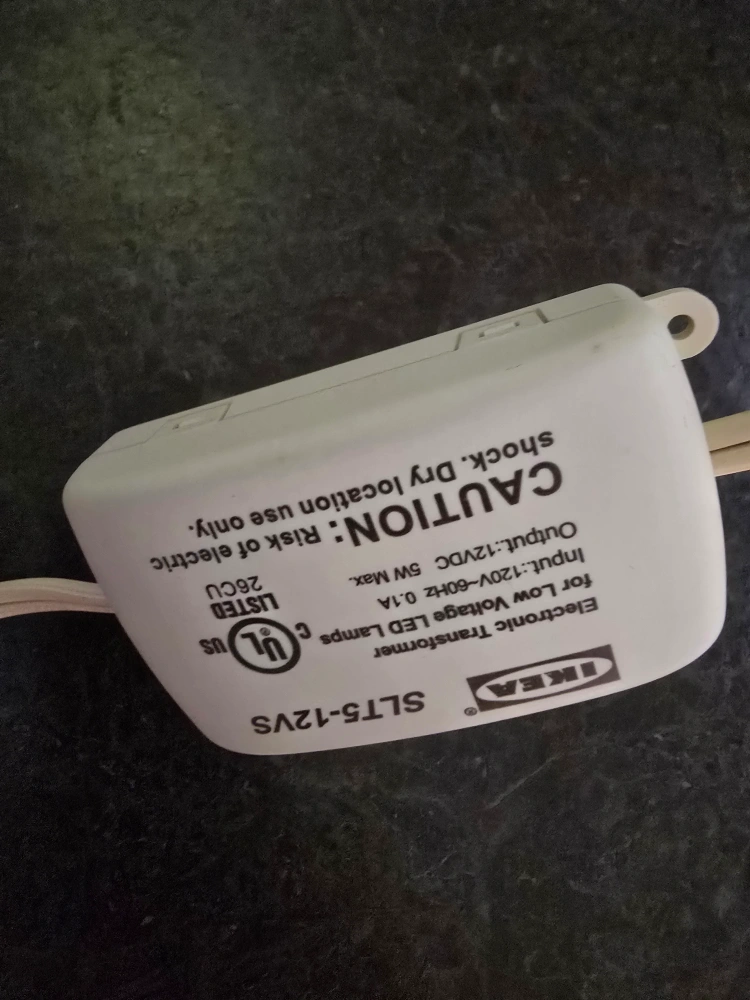 IKEA® SLT5-12VS
Electronic Transformer
for Low Voltage LED Lamps
Input.:120V~60Hz 0.1A
Output.:12VDC 5W Max.
C UL® US
LISTED
26CU
CAUTION: Risk of electric
shock. Dry location use only.